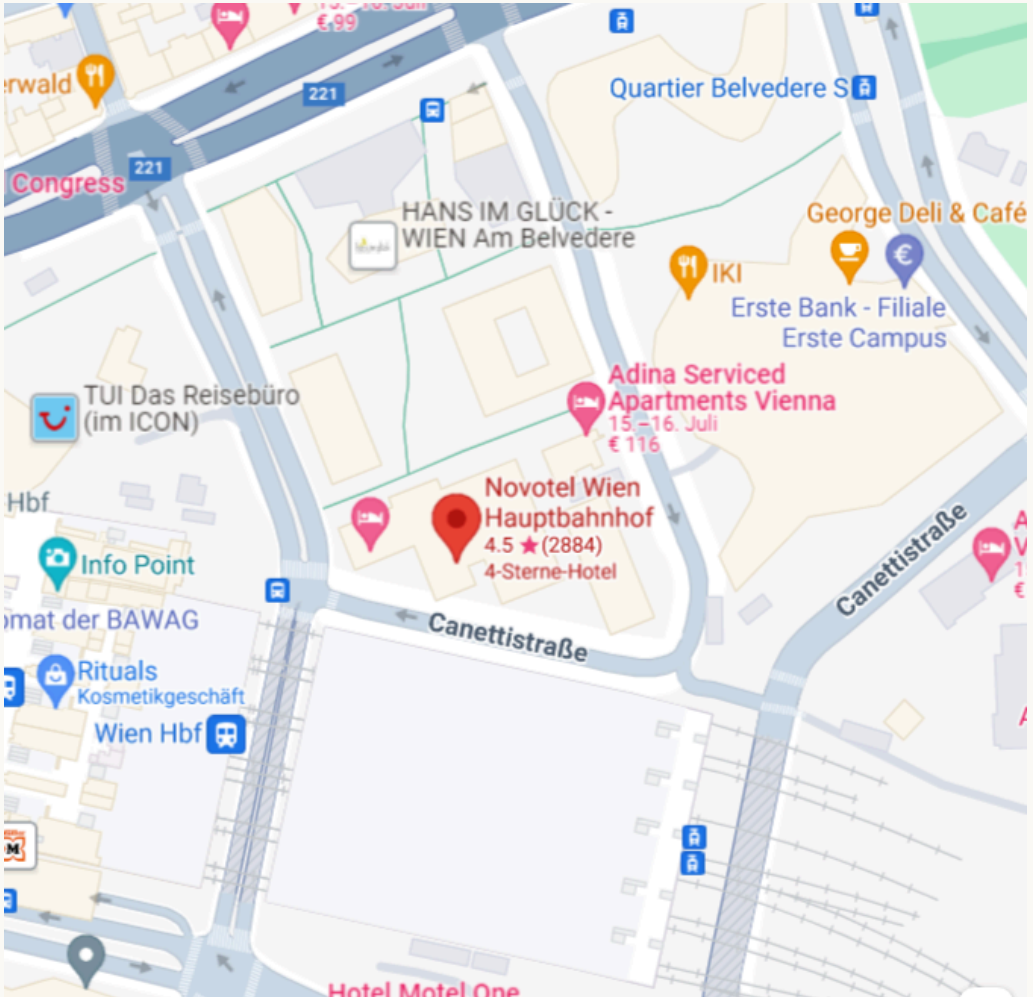 € 99
221
Quartier Belvedere S
221
Congress
HANS IM GLÜCK -
WIEN Am Belvedere
George Deli & Café
IKI
Erste Bank - Filiale
Erste Campus
Adina Serviced
Apartments Vienna
15.–16. Juli
€ 116
TUI Das Reisebüro
(im ICON)
Novotel Wien
Hauptbahnhof
4.5 ★ (2884)
4-Sterne-Hotel
Hbf
Canettistraße
Info Point
der BAWAG
Canettistraße
Rituals
Kosmetikgeschäft
Wien Hbf
Hotel Motel One